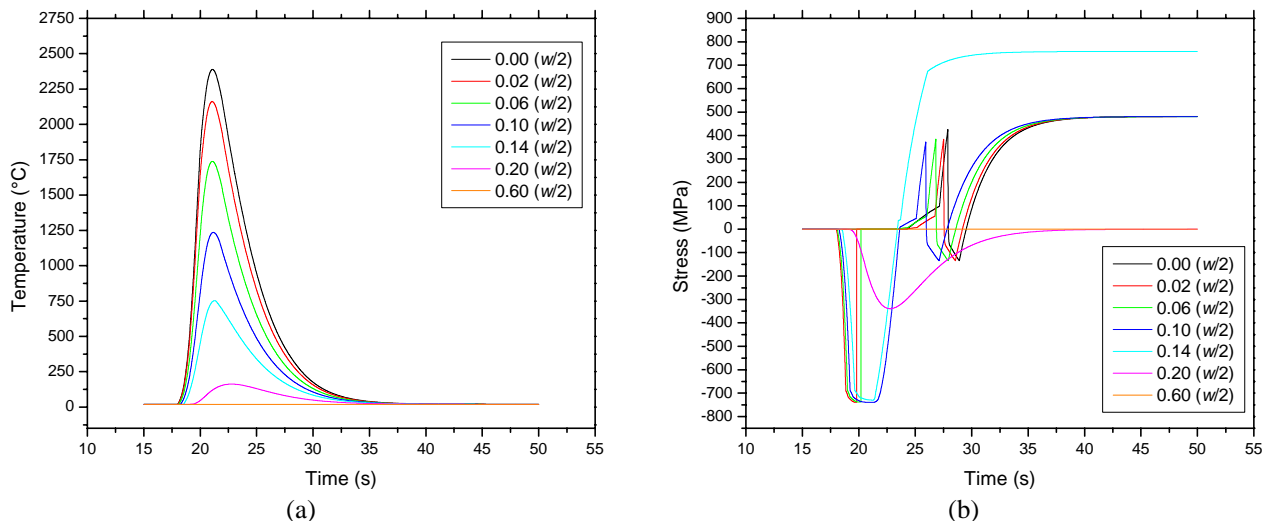 2750
2500
2250
2000
1750
1500
1250
1000
750
500
250
0
Temperature (°C)
10 15 20 25 30 35 40 45 50 55
Time (s)
0.00 (w/2)
0.02 (w/2)
0.06 (w/2)
0.10 (w/2)
0.14 (w/2)
0.20 (w/2)
0.60 (w/2)
(a)
900
800
700
600
500
400
300
200
100
0
-100
-200
-300
-400
-500
-600
-700
-800
Stress (MPa)
10 15 20 25 30 35 40 45 50 55
Time (s)
0.00 (w/2)
0.02 (w/2)
0.06 (w/2)
0.10 (w/2)
0.14 (w/2)
0.20 (w/2)
0.60 (w/2)
(b)